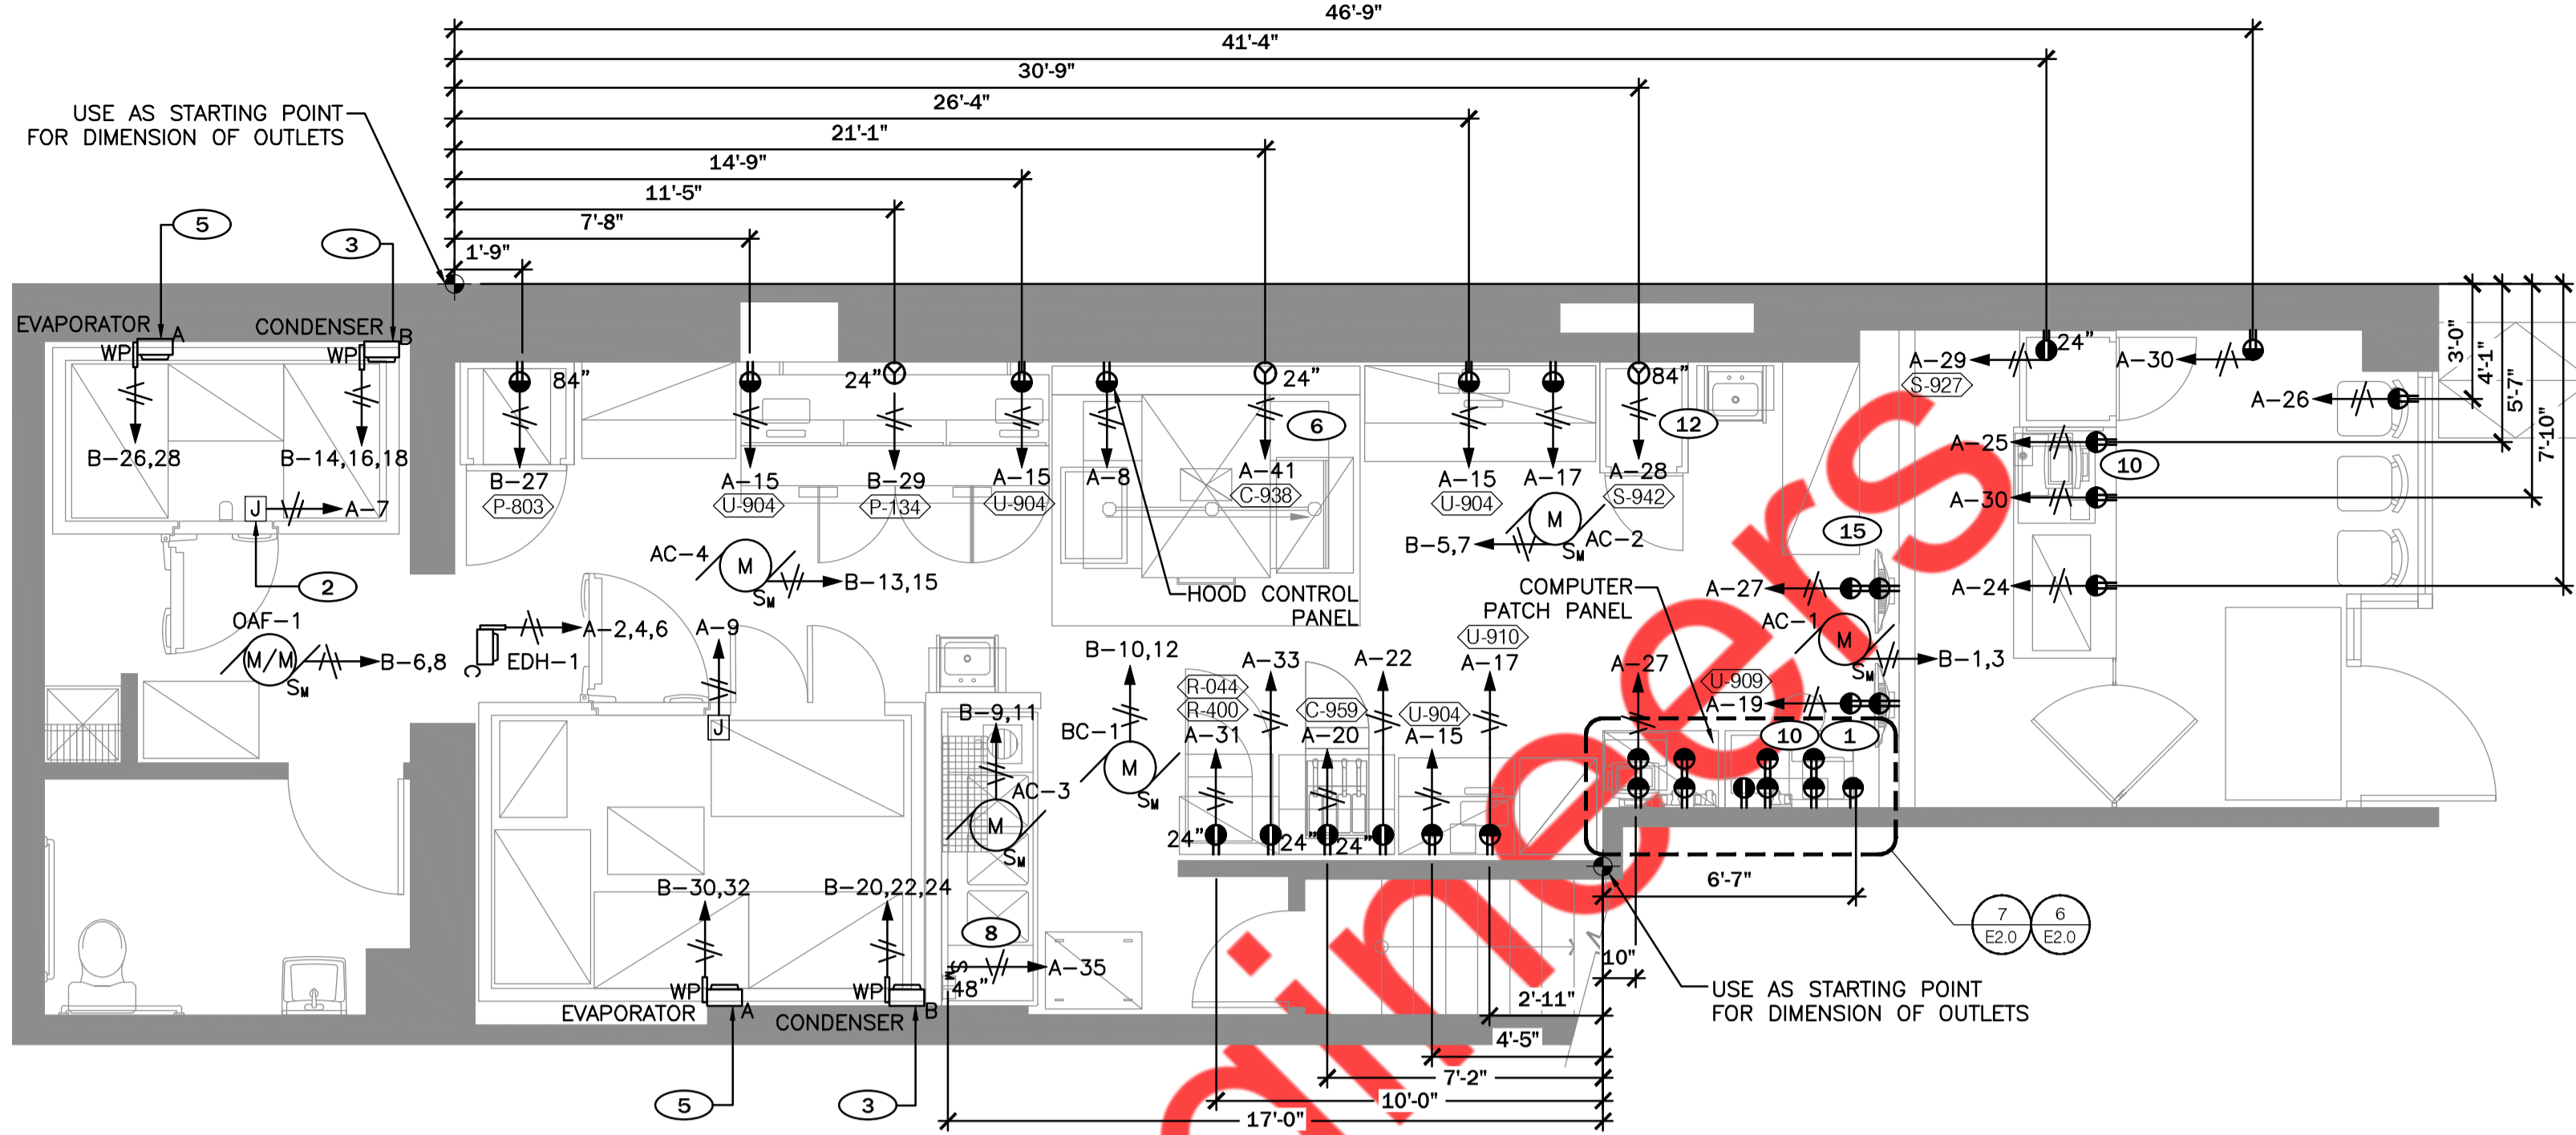 46'-9"
41'-4"
30'-9"
26'-4"
21'-1"
14'-9"
11'-5"
7'-8"
1'-9"
USE AS STARTING POINT
FOR DIMENSION OF OUTLETS
5
3
EVAPORATOR
A
CONDENSER
B
WP
WP
B-26,28
B-14,16,18
J
A-7
2
84"
B-27
P-803
A-15
U-904
24"
B-29
P-134
A-15
U-904
A-8
24"
6
A-41
C-938
A-15
U-904
A-17
84"
12
A-28
S-942
A-29
S-927
24"
A-30
A-26
3'-0"
4'-1"
5'-7"
7'-10"
A-25
10
A-30
A-24
15
M
AC-4
SM
B-13,15
M
B-5,7
SM
AC-2
HOOD CONTROL
PANEL
COMPUTER
PATCH PANEL
A-27
AC-1
M
SM
B-1,3
OAF-1
M/M
SM
B-6,8
C
EDH-1
A-2,4,6
A-9
J
B-10,12
BC-1
M
SM
B-9,11
AC-3
M
SM
R-044
R-400
A-31
A-33
C-959
A-20
A-22
U-904
A-15
U-910
A-17
A-27
U-909
A-19
10
1
24"
24"
24"
B-30,32
B-20,22,24
WP
WP
EVAPORATOR
A
CONDENSER
B
5
3
8
SM
48"
A-35
6'-7"
10"
2'-11"
4'-5"
7'-2"
10'-0"
17'-0"
7
E2.0
6
E2.0
USE AS STARTING POINT
FOR DIMENSION OF OUTLETS
gineers